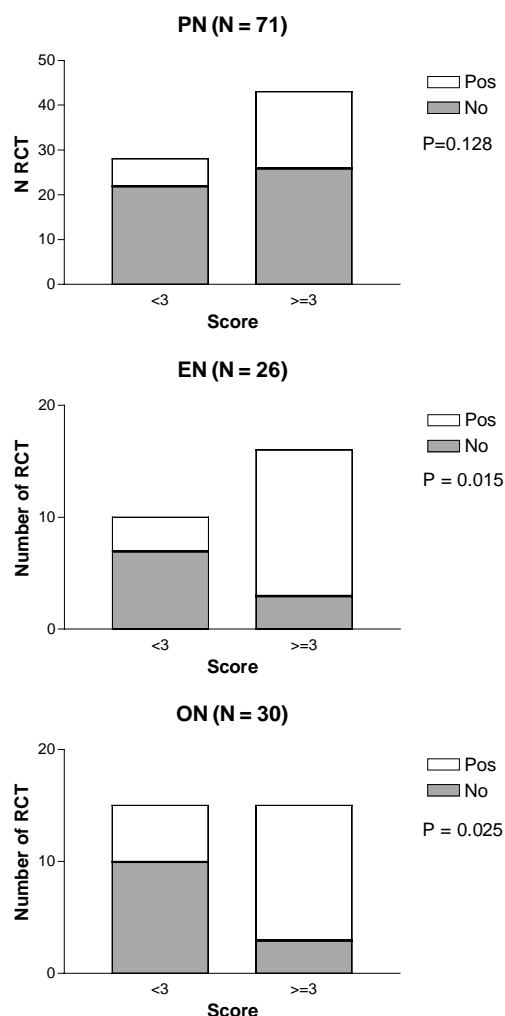 PN (N = 71)
50
40
30
20
10
0
N RCT
<3
>=3
Score
Pos
No
P=0.128
EN (N = 26)
20
10
0
Number of RCT
<3
>=3
Score
Pos
No
P = 0.015
ON (N = 30)
20
10
0
Number of RCT
<3
>=3
Score
Pos
No
P = 0.025